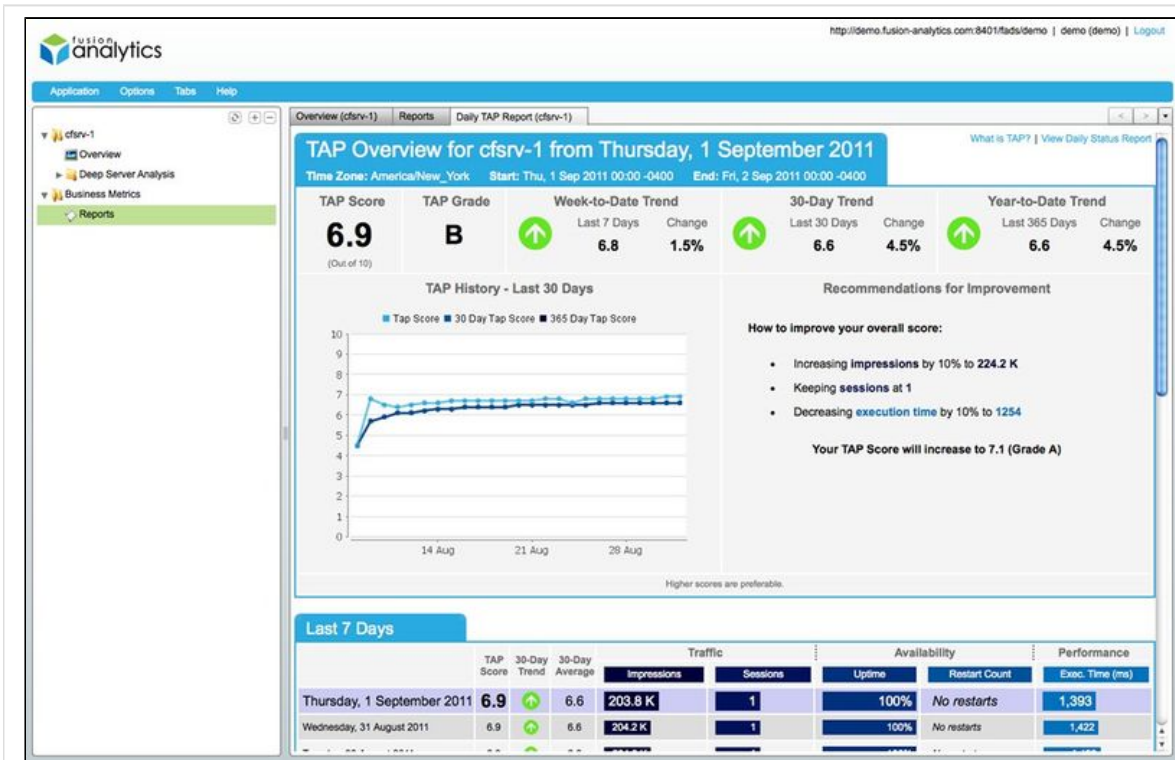 http://demo.fusion-analytics.com:8401/fads/demo | demo (demo) | Logout
fusion
analytics
Application Options Tabs Help
cfsrv-1
Overview
Deep Server Analysis
Business Metrics
Reports
Overview (cfsrv-1) Reports Daily TAP Report (cfsrv-1)
What is TAP? | View Daily Status Report
TAP Overview for cfsrv-1 from Thursday, 1 September 2011
Time Zone: America/New_York Start: Thu, 1 Sep 2011 00:00 -0400 End: Fri, 2 Sep 2011 00:00 -0400
TAP Score TAP Grade Week-to-Date Trend 30-Day Trend Year-to-Date Trend
Last 7 Days Change Last 30 Days Change Last 365 Days Change
6.9 B 6.8 1.5% 6.6 4.5% 6.6 4.5%
(Out of 10)
TAP History - Last 30 Days
Tap Score 30 Day Tap Score 365 Day Tap Score
10
9
8
7
6
5
4
3
2
1
0
14 Aug 21 Aug 28 Aug
Recommendations for Improvement
How to improve your overall score:
• Increasing impressions by 10% to 224.2 K
• Keeping sessions at 1
• Decreasing execution time by 10% to 1254
Your TAP Score will increase to 7.1 (Grade A)
Higher scores are preferable.
Last 7 Days
Traffic Availability Performance
TAP Score 30-Day Trend 30-Day Average Impressions Sessions Uptime Restart Count Exec. Time (ms)
Thursday, 1 September 2011 6.9 6.6 203.8 K 1 100% No restarts 1,393
Wednesday, 31 August 2011 6.9 6.6 204.2 K 1 100% No restarts 1,422